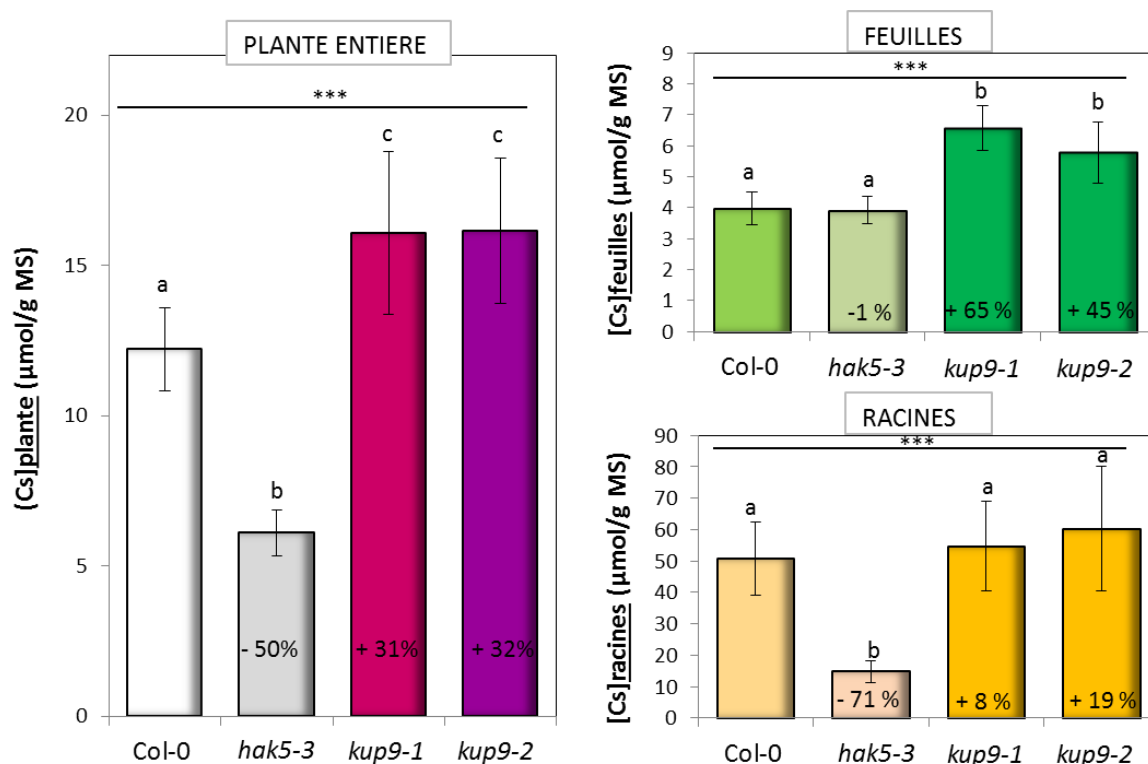 PLANTE ENTIERE
(Cs]plante (µmol/g MS)
20
15
10
5
0
***
a
b
c
c
- 50%
+ 31%
+ 32%
Col-0 hak5-3 kup9-1 kup9-2
FEUILLES
[Cs]feuilles (µmol/g MS)
9
8
7
6
5
4
3
2
1
0
***
a
a
b
b
-1 %
+ 65 %
+ 45 %
Col-0 hak5-3 kup9-1 kup9-2
RACINES
[Cs]racines (µmol/g MS)
90
80
70
60
50
40
30
20
10
0
***
a
b
a
a
- 71 %
+ 8 %
+ 19 %
Col-0 hak5-3 kup9-1 kup9-2